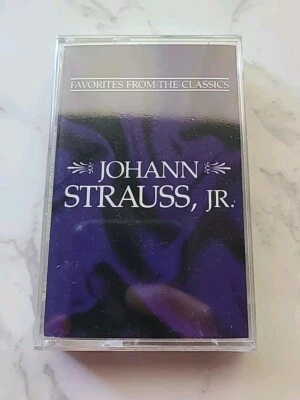 FAVORITES FROM THE CLASSICS
JOHANN
STRAUSS, JR.